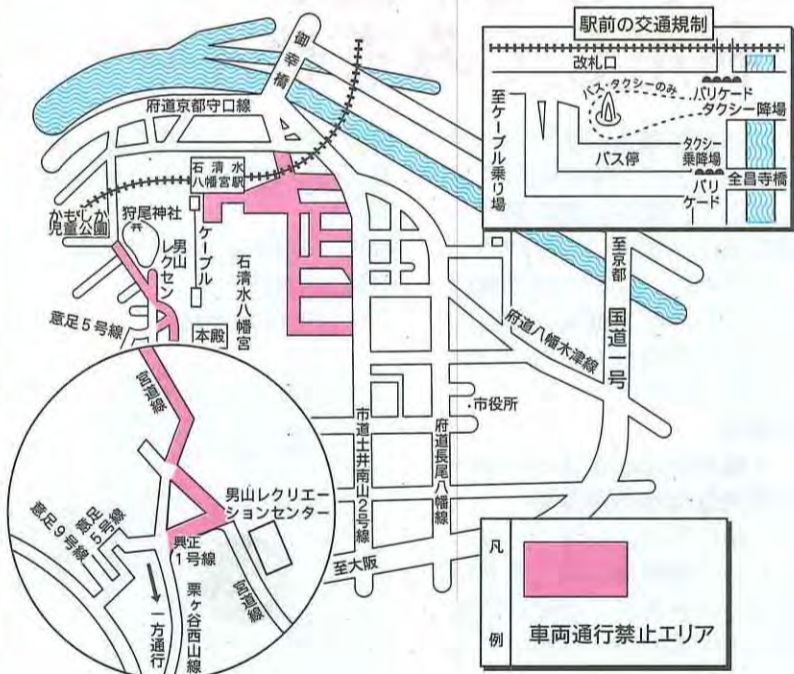 駅前の交通規制
改札口
バス・タクシーのみ
バリケード
タクシー降場
至ケーブル乗り場
バス停
タクシー
乗降場
バリ
ケード
全昌寺橋
御幸橋
府道京都守口線
石清水
八幡宮駅
かもしか
児童公園
狩尾神社
男山
レクセン
ケーブル
石清水八幡宮
本殿
意足5号線
至京都
国道一号
府道八幡木津線
・市役所
市道土井南山2号線
府道長尾八幡線
至大阪
宮道線
男山レクリエー
ションセンター
意足
5号線
意足9号線
興正
1号線
宮道線
栗ヶ谷西山線
一方通行
凡例
車両通行禁止エリア